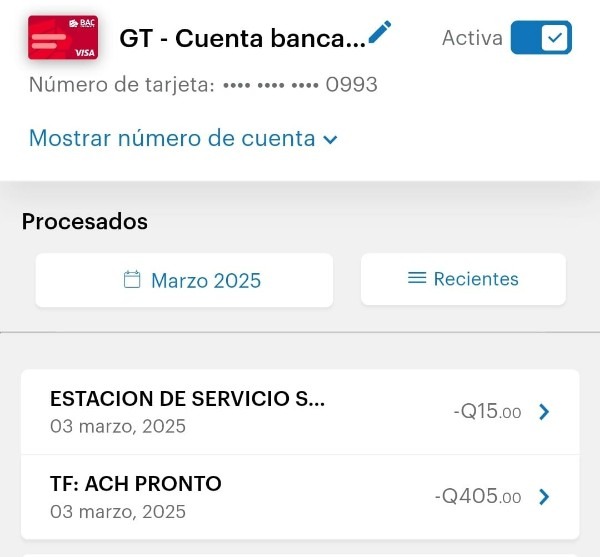 BAC
VISA
GT - Cuenta banca...
Activa
Número de tarjeta: •••• •••• •••• 0993
Mostrar número de cuenta
Procesados
Marzo 2025
Recientes
ESTACION DE SERVICIO S...
-Q15.00
03 marzo, 2025
TF: ACH PRONTO
-Q405.00
03 marzo, 2025